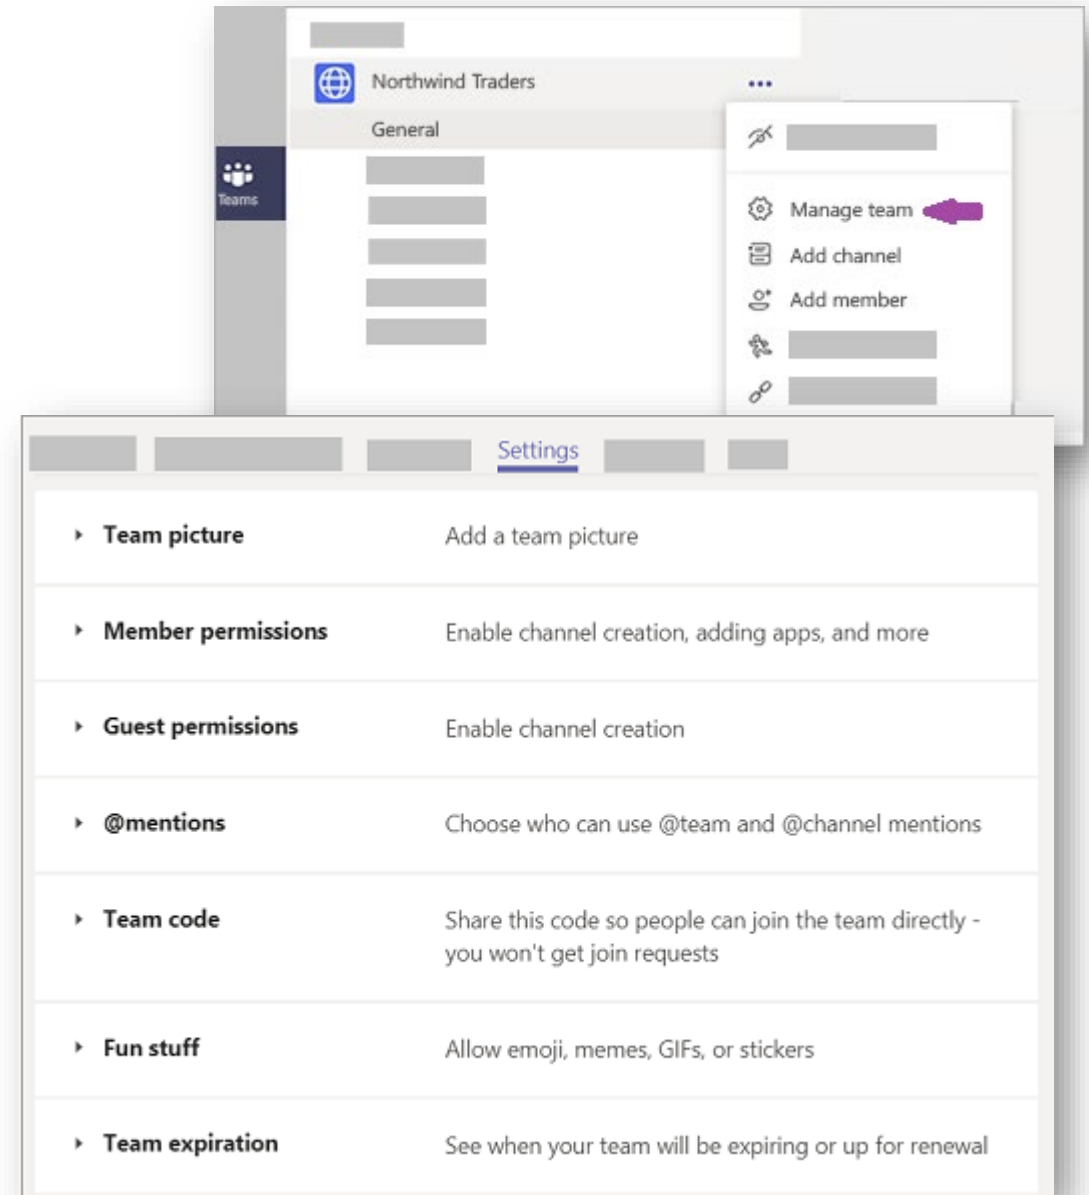 Northwind Traders
General
Teams
Manage team
Add channel
Add member
Settings
Team picture Add a team picture
Member permissions Enable channel creation, adding apps, and more
Guest permissions Enable channel creation
@mentions Choose who can use @team and @channel mentions
Team code Share this code so people can join the team directly -
you won't get join requests
Fun stuff Allow emoji, memes, GIFs, or stickers
Team expiration See when your team will be expiring or up for renewal